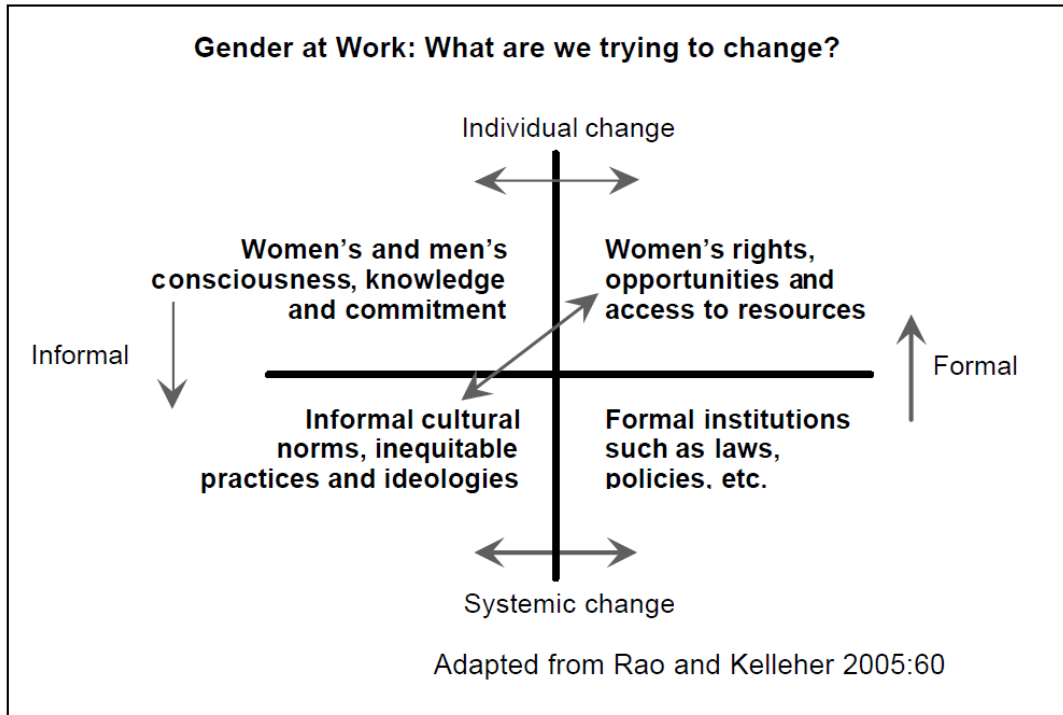 Gender at Work: What are we trying to change?
Individual change
Women's and men's
consciousness, knowledge
and commitment
Women's rights,
opportunities and
access to resources
Informal
Formal
Informal cultural
norms, inequitable
practices and ideologies
Formal institutions
such as laws,
policies, etc.
Systemic change
Adapted from Rao and Kelleher 2005:60